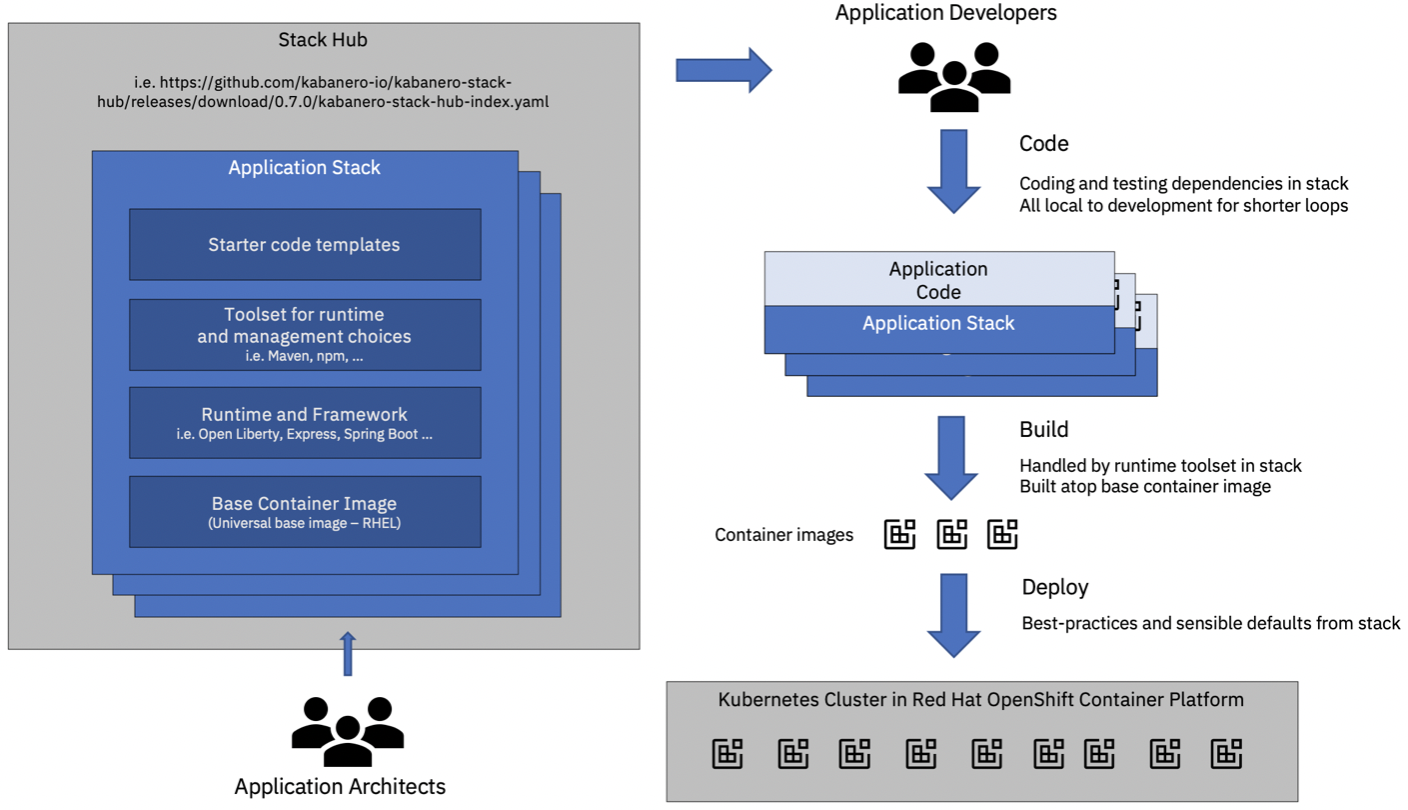 Stack Hub
i.e. https://github.com/kabanero-io/kabanero-stack-
hub/releases/download/0.7.0/kabanero-stack-hub-index.yaml
Application Stack
Starter code templates
Toolset for runtime
and management choices
i.e. Maven, npm, ...
Runtime and Framework
i.e. Open Liberty, Express, Spring Boot ...
Base Container Image
(Universal base image – RHEL)
Application Architects
Application Developers
Code
Coding and testing dependencies in stack
All local to development for shorter loops
Application
Code
Application Stack
Build
Handled by runtime toolset in stack
Built atop base container image
Container images
Deploy
Best-practices and sensible defaults from stack
Kubernetes Cluster in Red Hat OpenShift Container Platform